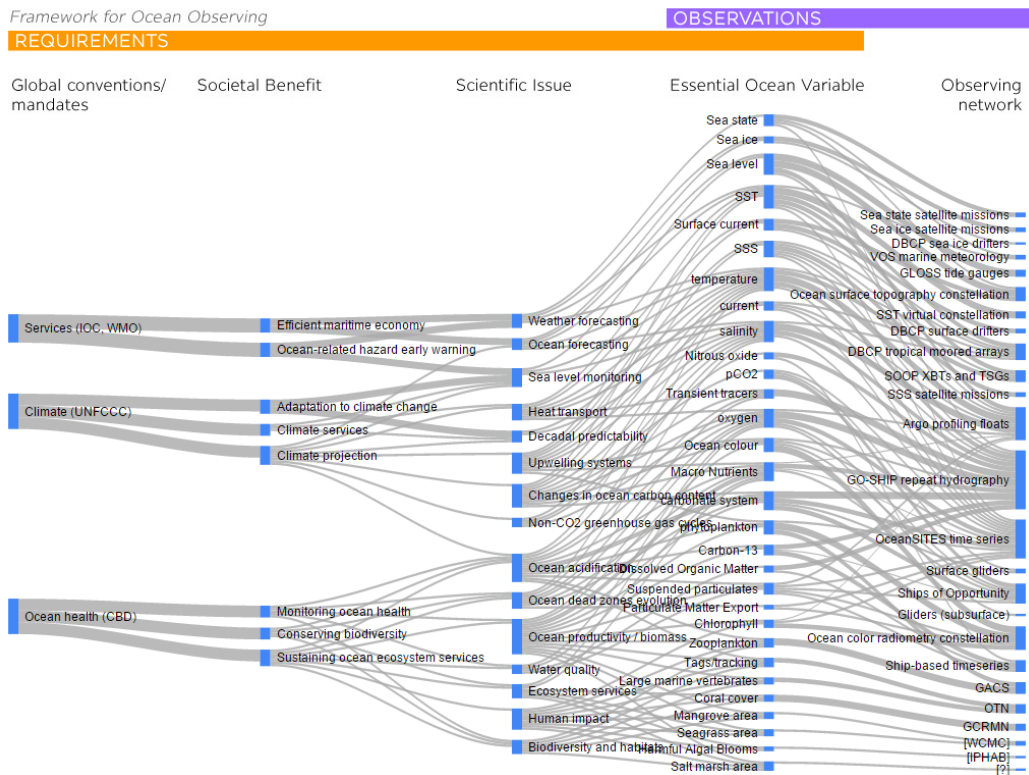 Framework for Ocean Observing
OBSERVATIONS
REQUIREMENTS
Global conventions/
mandates
Societal Benefit
Scientific Issue
Essential Ocean Variable
Observing
network
Services (IOC, WMO)
Climate (UNFCCC)
Ocean health (CBD)
Efficient maritime economy
Ocean-related hazard early warning
Adaptation to climate change
Climate services
Climate projection
Monitoring ocean health
Conserving biodiversity
Sustaining ocean ecosystem services
Weather forecasting
Ocean forecasting
Sea level monitoring
Heat transport
Decadal predictability
Upwelling systems
Changes in ocean carbon content
Non-CO2 greenhouse gas cycles
Ocean acidification
Ocean dead zones evolution
Ocean productivity / biomass
Water quality
Ecosystem services
Human impact
Biodiversity and habitats
Sea state
Sea ice
Sea level
SST
Surface current
SSS
temperature
current
salinity
Nitrous oxide
pCO2
Transient tracers
oxygen
Ocean colour
Macro Nutrients
carbonate system
phytoplankton
Carbon-13
Dissolved Organic Matter
Suspended particulates
Particulate Matter Export
Chlorophyll
Zooplankton
Tags/tracking
Large marine vertebrates
Coral cover
Mangrove area
Seagrass area
Harmful Algal Blooms
Salt marsh area
Sea state satellite missions
Sea ice satellite missions
DBCP sea ice drifters
VOS marine meteorology
GLOSS tide gauges
Ocean surface topography constellation
SST virtual constellation
DBCP surface drifters
DBCP tropical moored arrays
SOOP XBTs and TSGs
SSS satellite missions
Argo profiling floats
GO-SHIP repeat hydrography
OceanSITES time series
Surface gliders
Ships of Opportunity
Gliders (subsurface)
Ocean color radiometry constellation
Ship-based timeseries
GACS
OTN
GCRMN
[WCMC]
[IPHAB]
[?]